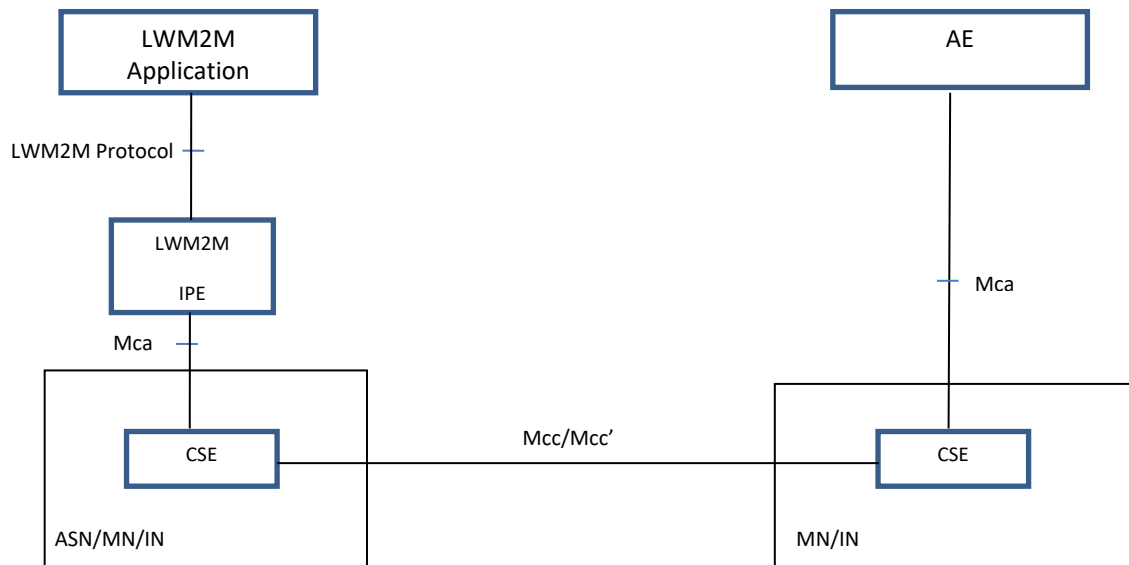 LWM2M
Application
AE
LWM2M Protocol
LWM2M
IPE
Mca
Mca
Mcc/Mcc’
CSE
CSE
ASN/MN/IN
MN/IN